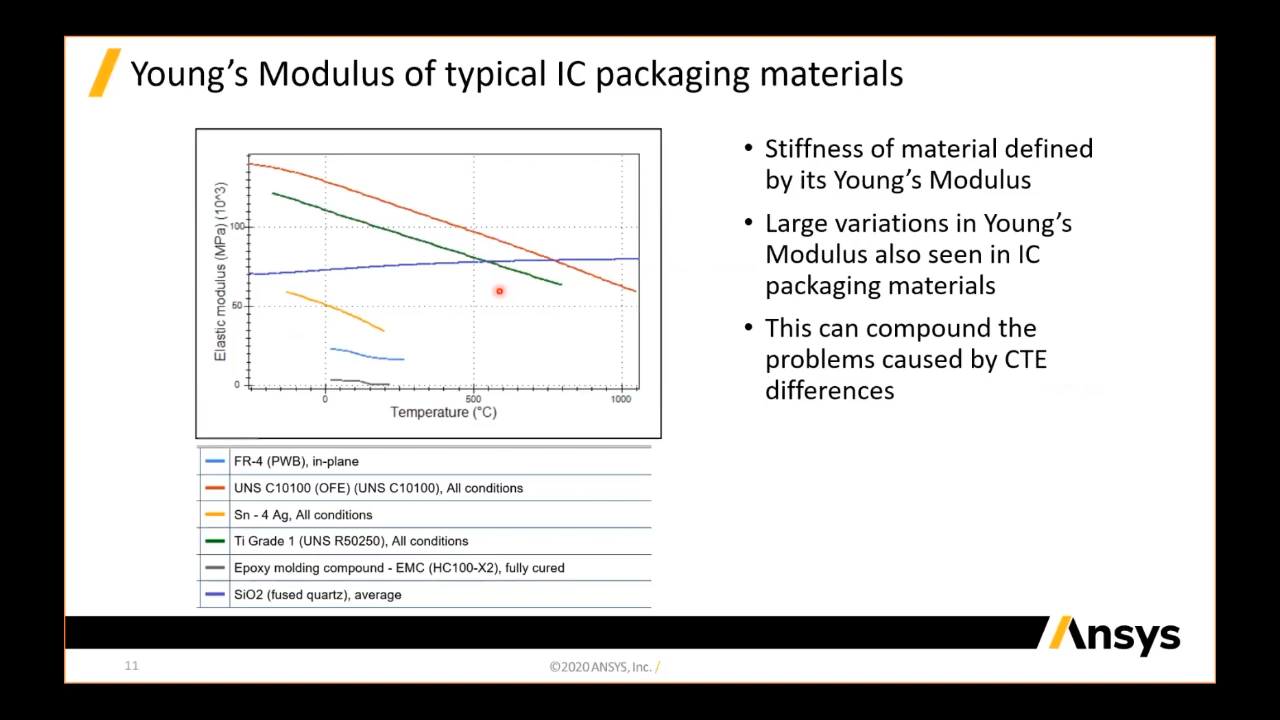 Young’s Modulus of typical IC packaging materials
Elastic modulus (MPa) (10^3)
100
50
0
0
500
1000
Temperature (°C)
FR-4 (PWB), in-plane
UNS C10100 (OFE) (UNS C10100), All conditions
Sn - 4 Ag, All conditions
Ti Grade 1 (UNS R50250), All conditions
Epoxy molding compound - EMC (HC100-X2), fully cured
SiO2 (fused quartz), average
• Stiffness of material defined
by its Young’s Modulus
• Large variations in Young’s
Modulus also seen in IC
packaging materials
• This can compound the
problems caused by CTE
differences
Ansys
11
©2020 ANSYS, Inc. /